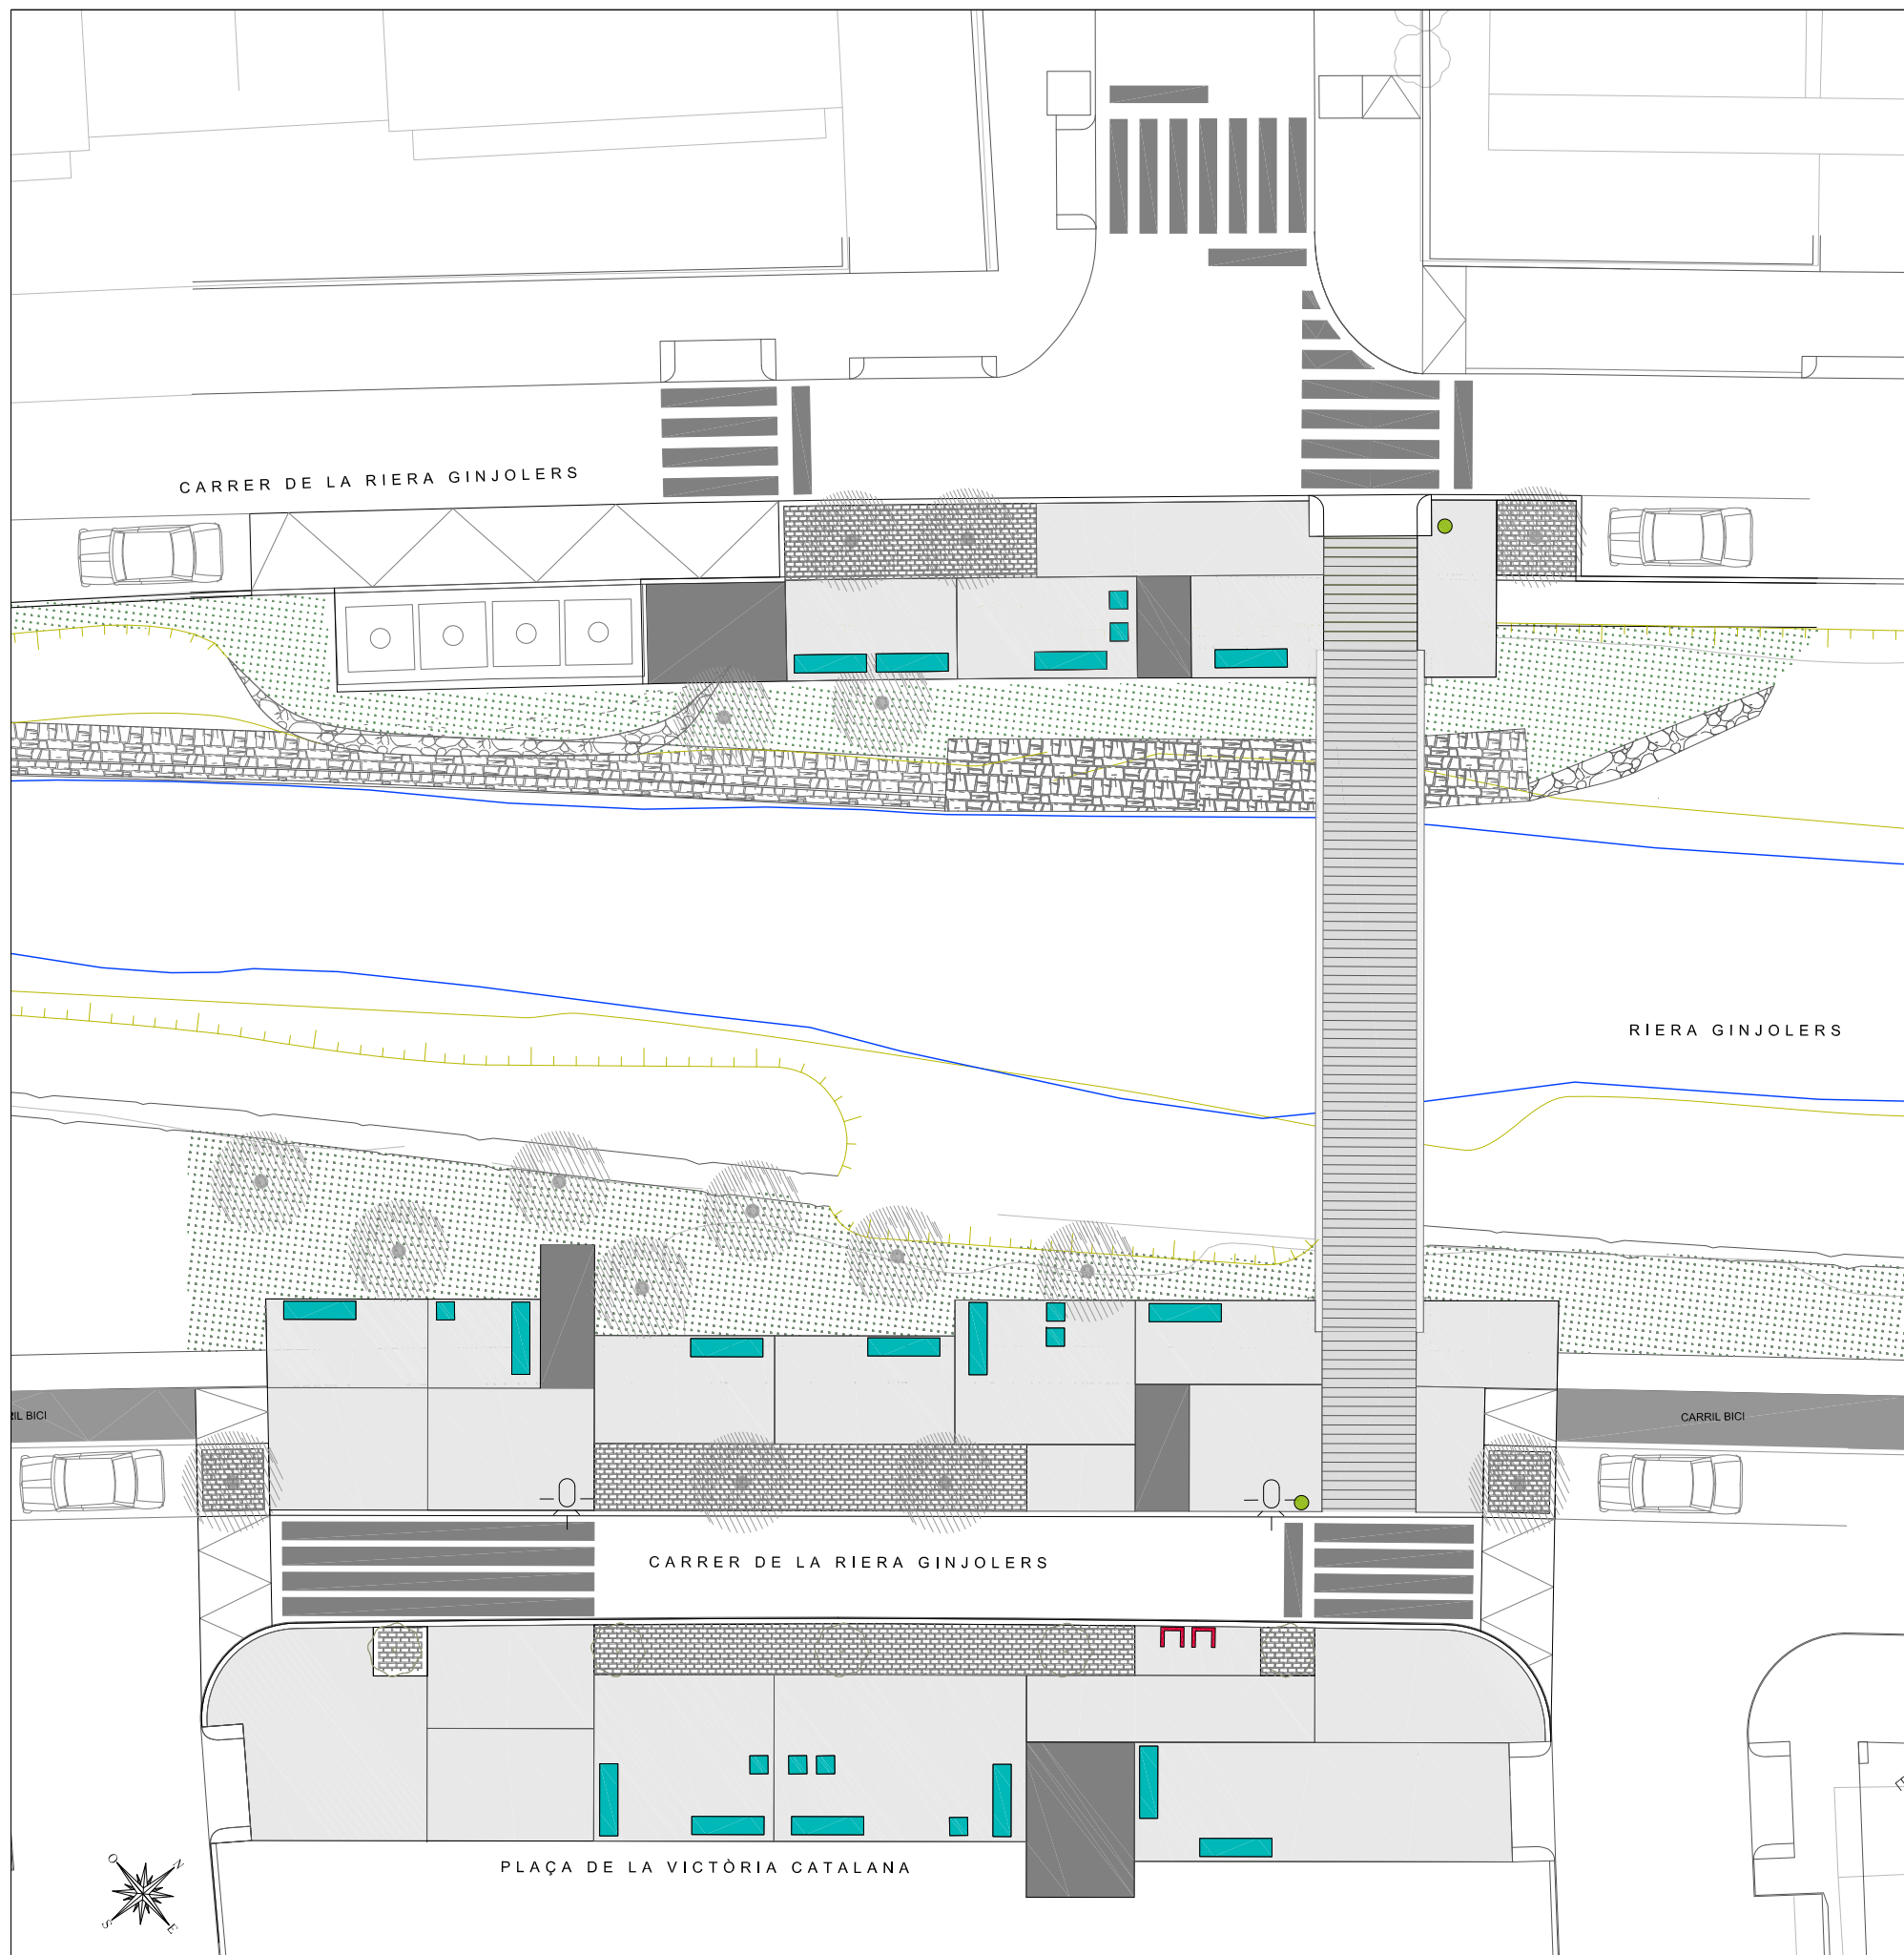 CARRER DE LA RIERA GINJOLERS
RIERA GINJOLERS
RIL BICI
CARRIL BICI
CARRER DE LA RIERA GINJOLERS
PLAÇA DE LA VICTÒRIA CATALANA
O N
S E